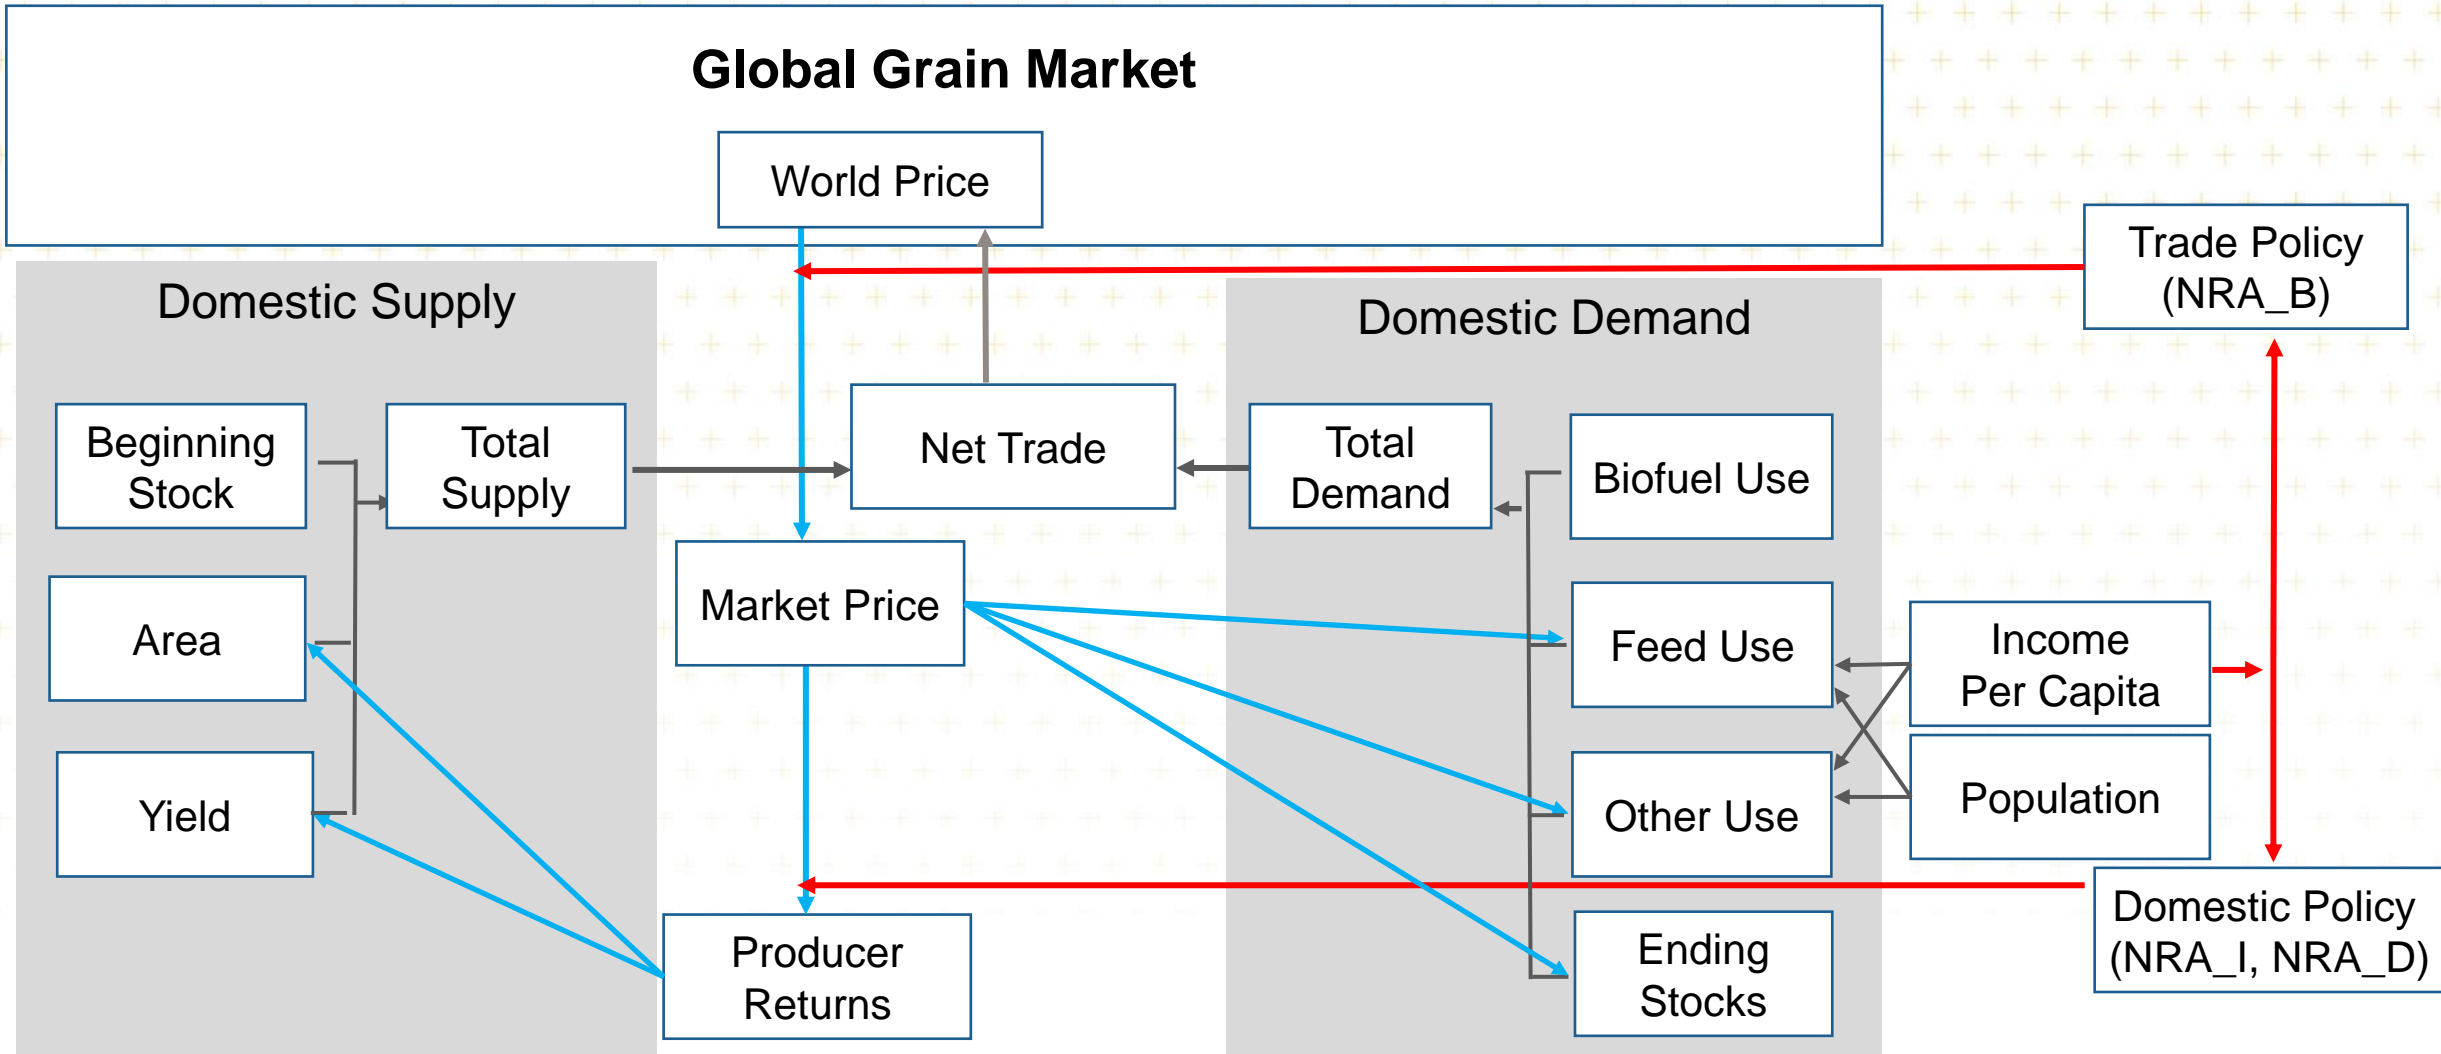 Global Grain Market
World Price
Trade Policy
(NRA_B)
Domestic Supply
Domestic Demand
Beginning
Stock
Total
Supply
Net Trade
Total
Demand
Biofuel Use
Area
Market Price
Feed Use
Income
Per Capita
Yield
Other Use
Population
Producer
Returns
Ending
Stocks
Domestic Policy
(NRA_I, NRA_D)